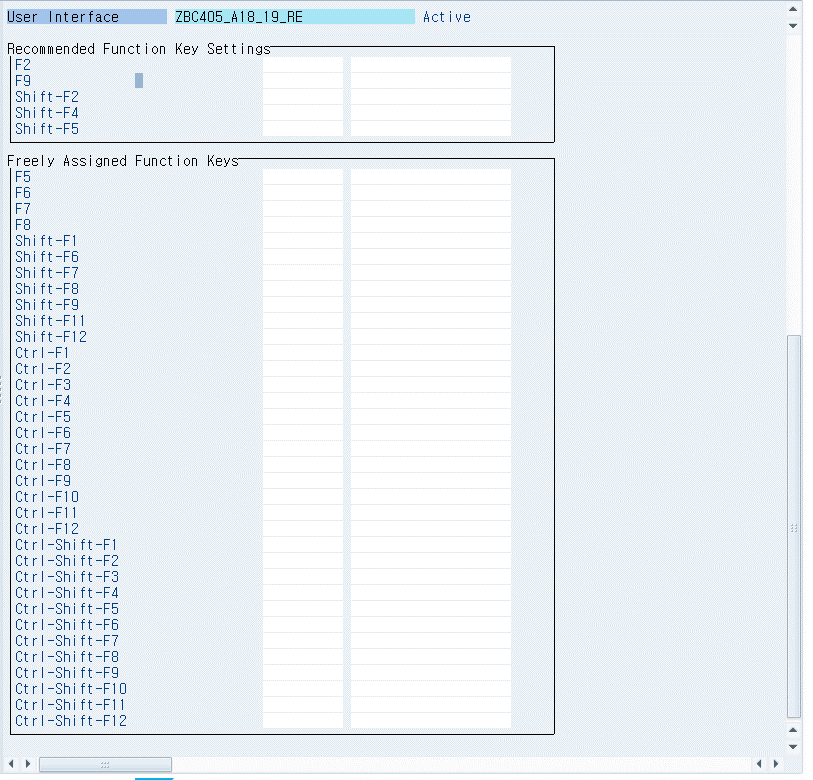 User Interface ZBC405_A18_19_RE Active
Recommended Function Key Settings
F2
F9
Shift-F2
Shift-F4
Shift-F5
Freely Assigned Function Keys
F5
F6
F7
F8
Shift-F1
Shift-F6
Shift-F7
Shift-F8
Shift-F9
Shift-F11
Shift-F12
Ctrl-F1
Ctrl-F2
Ctrl-F3
Ctrl-F4
Ctrl-F5
Ctrl-F6
Ctrl-F7
Ctrl-F8
Ctrl-F9
Ctrl-F10
Ctrl-F11
Ctrl-F12
Ctrl-Shift-F1
Ctrl-Shift-F2
Ctrl-Shift-F3
Ctrl-Shift-F4
Ctrl-Shift-F5
Ctrl-Shift-F6
Ctrl-Shift-F7
Ctrl-Shift-F8
Ctrl-Shift-F9
Ctrl-Shift-F10
Ctrl-Shift-F11
Ctrl-Shift-F12